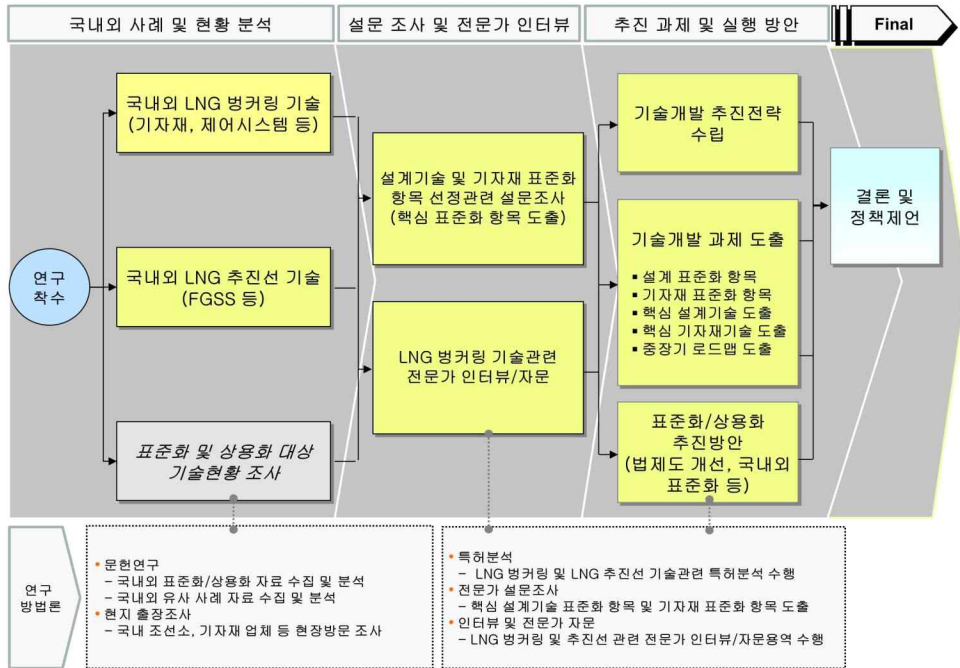 국내외 사례 및 현황 분석
설문 조사 및 전문가 인터뷰
추진 과제 및 실행 방안
Final
연구
착수
국내외 LNG 벙커링 기술
(기자재, 제어시스템 등)
국내외 LNG 추진선 기술
(FGSS 등)
표준화 및 상용화 대상
기술현황 조사
설계기술 및 기자재 표준화
항목 선정관련 설문조사
(핵심 표준화 항목 도출)
LNG 벙커링 기술관련
전문가 인터뷰/자문
기술개발 추진전략
수립
기술개발 과제 도출
▪ 설계 표준화 항목
▪ 기자재 표준화 항목
▪ 핵심 설계기술 도출
▪ 핵심 기자재기술 도출
▪ 중장기 로드맵 도출
표준화/상용화
추진방안
(법제도 개선, 국내외
표준화 등)
결론 및
정책제언
연구
방법론
• 문헌연구
– 국내외 표준화/상용화 자료 수집 및 분석
– 국내외 유사 사례 자료 수집 및 분석
• 현지 출장조사
– 국내 조선소, 기자재 업체 등 현장방문 조사
• 특허분석
– LNG 벙커링 및 LNG 추진선 기술관련 특허분석 수행
• 전문가 설문조사
– 핵심 설계기술 표준화 항목 및 기자재 표준화 항목 도출
• 인터뷰 및 전문가 자문
– LNG 벙커링 및 추진선 관련 전문가 인터뷰/자문용역 수행